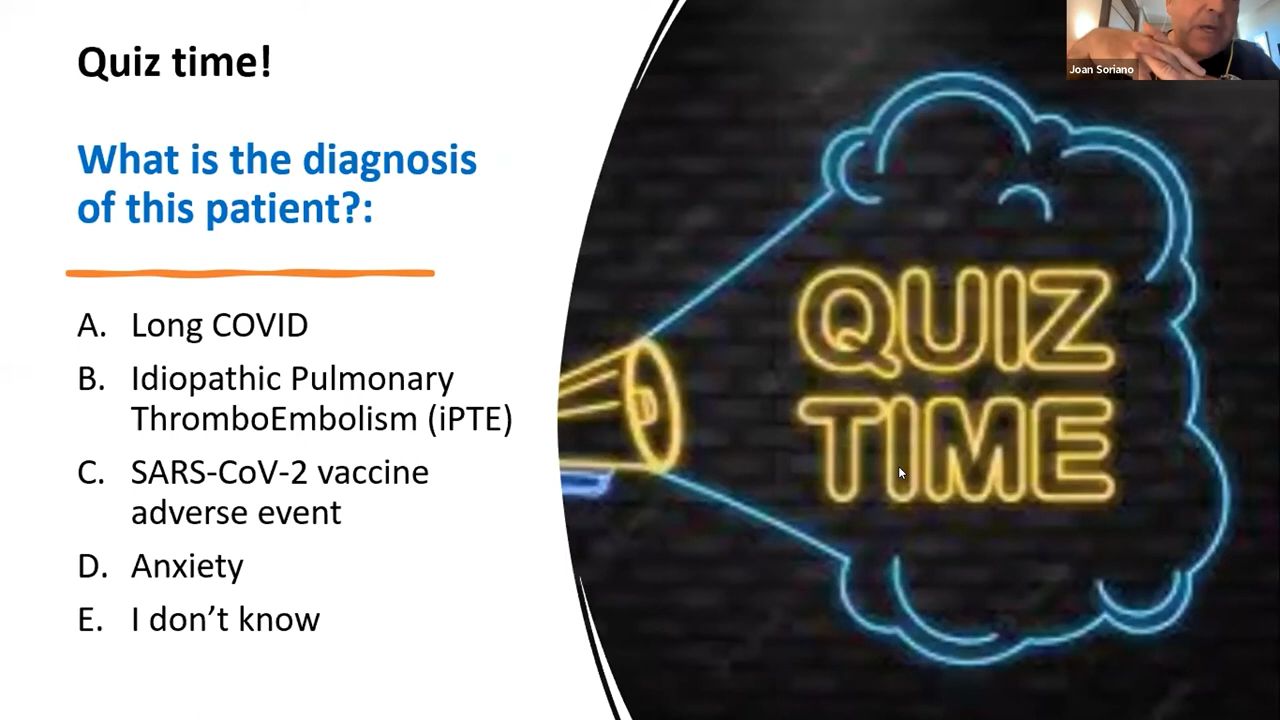 Quiz time!
What is the diagnosis
of this patient?:
A. Long COVID
B. Idiopathic Pulmonary
ThromboEmbolism (iPTE)
C. SARS-CoV-2 vaccine
adverse event
D. Anxiety
E. I don’t know
QUIZ
TIME
Joan Soriano